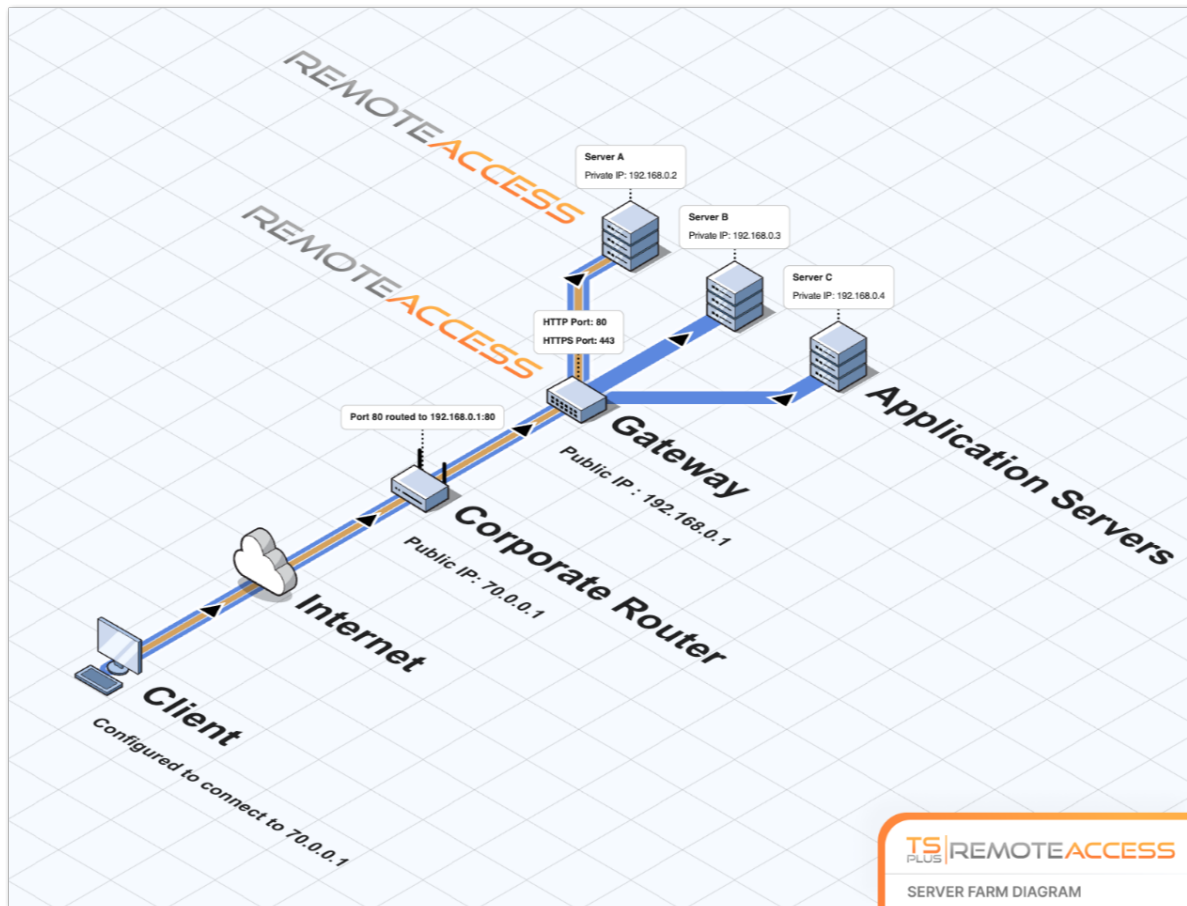 REMOTEACCESS
REMOTEACCESS
Server A
Private IP: 192.168.0.2
Server B
Private IP: 192.168.0.3
Server C
Private IP: 192.168.0.4
HTTP Port: 80
HTTPS Port: 443
Port 80 routed to 192.168.0.1:80
Application Servers
Gateway
Public IP : 192.168.0.1
Corporate Router
Public IP: 70.0.0.1
Internet
Client
Configured to connect to 70.0.0.1
TS PLUS REMOTEACCESS
SERVER FARM DIAGRAM